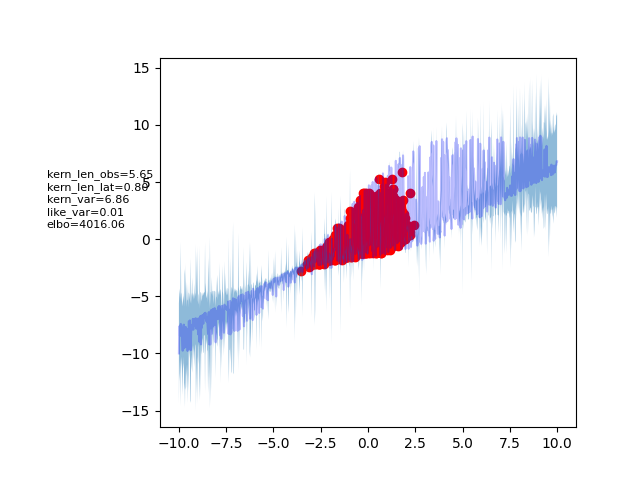 kern_len_obs=5.65
kern_len_lat=0.86
kern_var=6.86
like_var=0.01
elbo=4016.06
15
10
5
0
−5
−10
−15
−10.0 −7.5 −5.0 −2.5 0.0 2.5 5.0 7.5 10.0